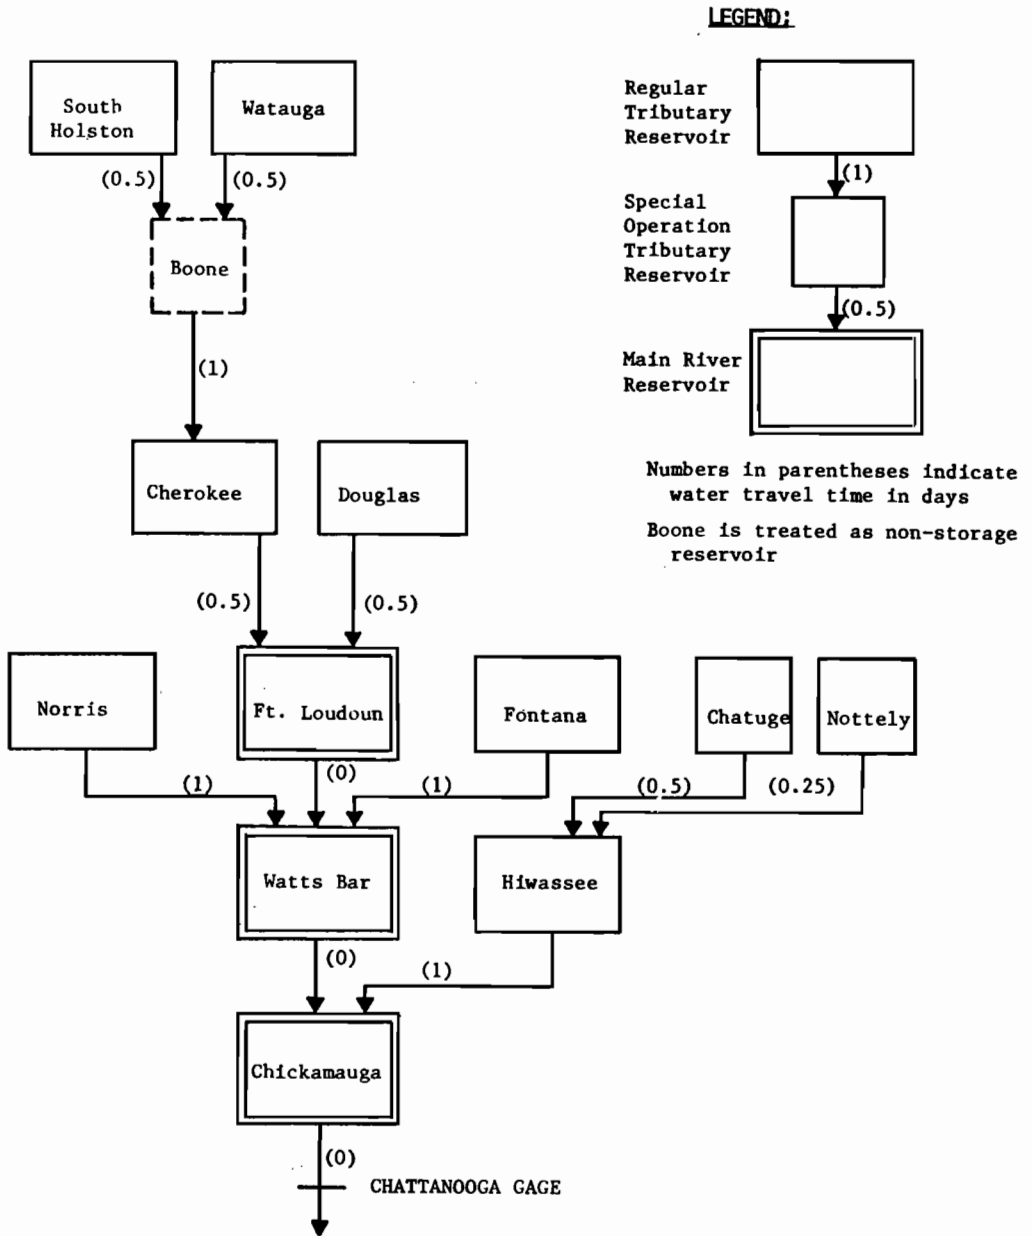 LEGEND:
South
Holston
Watauga
(0.5)
(0.5)
Boone
(1)
Cherokee
Douglas
(0.5)
(0.5)
Norris
Ft. Loudoun
Fontana
Chatuge
Nottely
(1)
(0)
(1)
(0.5)
(0.25)
Watts Bar
Hiwassee
(0)
(1)
Chickamauga
(0)
CHATTANOOGA GAGE
Regular
Tributary
Reservoir
(1)
Special
Operation
Tributary
Reservoir
(0.5)
Main River
Reservoir
Numbers in parentheses indicate
water travel time in days
Boone is treated as non-storage
reservoir